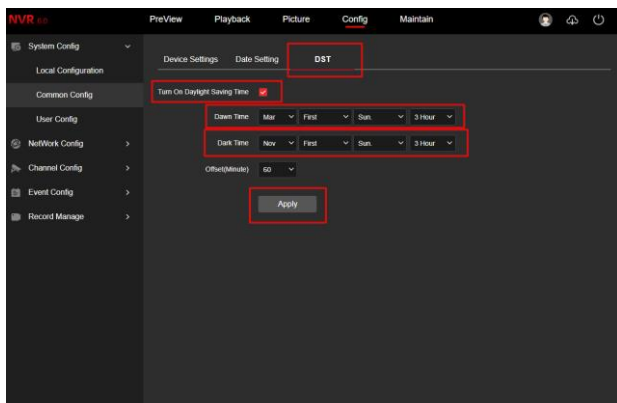 NVR 6.0 PreView Playback Picture Config Maintain
System Config
Local Configuration
Common Config
User Config
NetWork Config
Channel Config
Event Config
Record Manage
Device Settings Date Setting DST
Turn On Daylight Saving Time
Dawn Time Mar First Sun. 3 Hour
Dark Time Nov First Sun. 3 Hour
Offset(Minute) 60
Apply